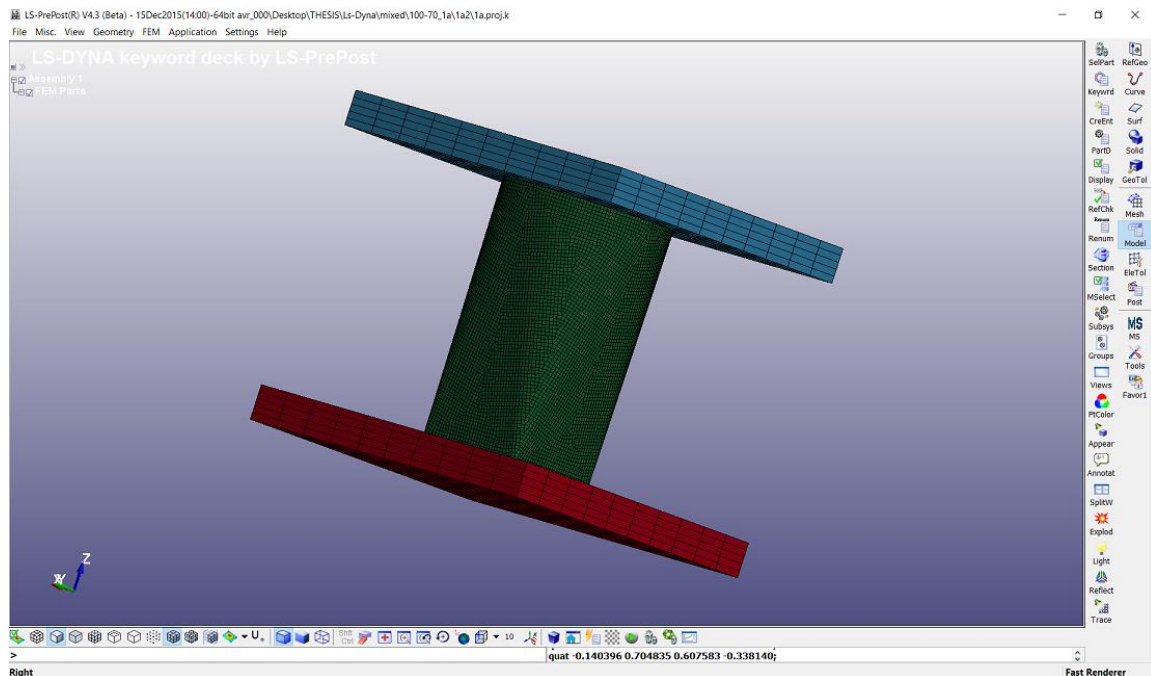 LS-PrePost(R) V4.3 (Beta) - 15Dec2015(14:00)-64bit avr_000\Desktop\THESIS\Ls-Dyna\mixed\100-70_1a\1a2\1a.proj.k
File Misc. View Geometry FEM Application Settings Help
LS-DYNA keyword deck by LS-PrePost
Assembly 1
FEM Parts
SelPart RefGeo
Keywrd Curve
CreEnt Surf
PartD Solid
Display GeoTol
RefChk Mesh
Renum Model
Section EleTol
MSelect Post
Subsys MS
Groups Tools
Views Favor1
PtColor
Appear
Annotat
SplitW
Explod
Light
Reflect
Trace
Z
X Y
U.
Shft
Ctrl
10
> quat -0.140396 0.704835 0.607583 -0.338140;
Right Fast Renderer